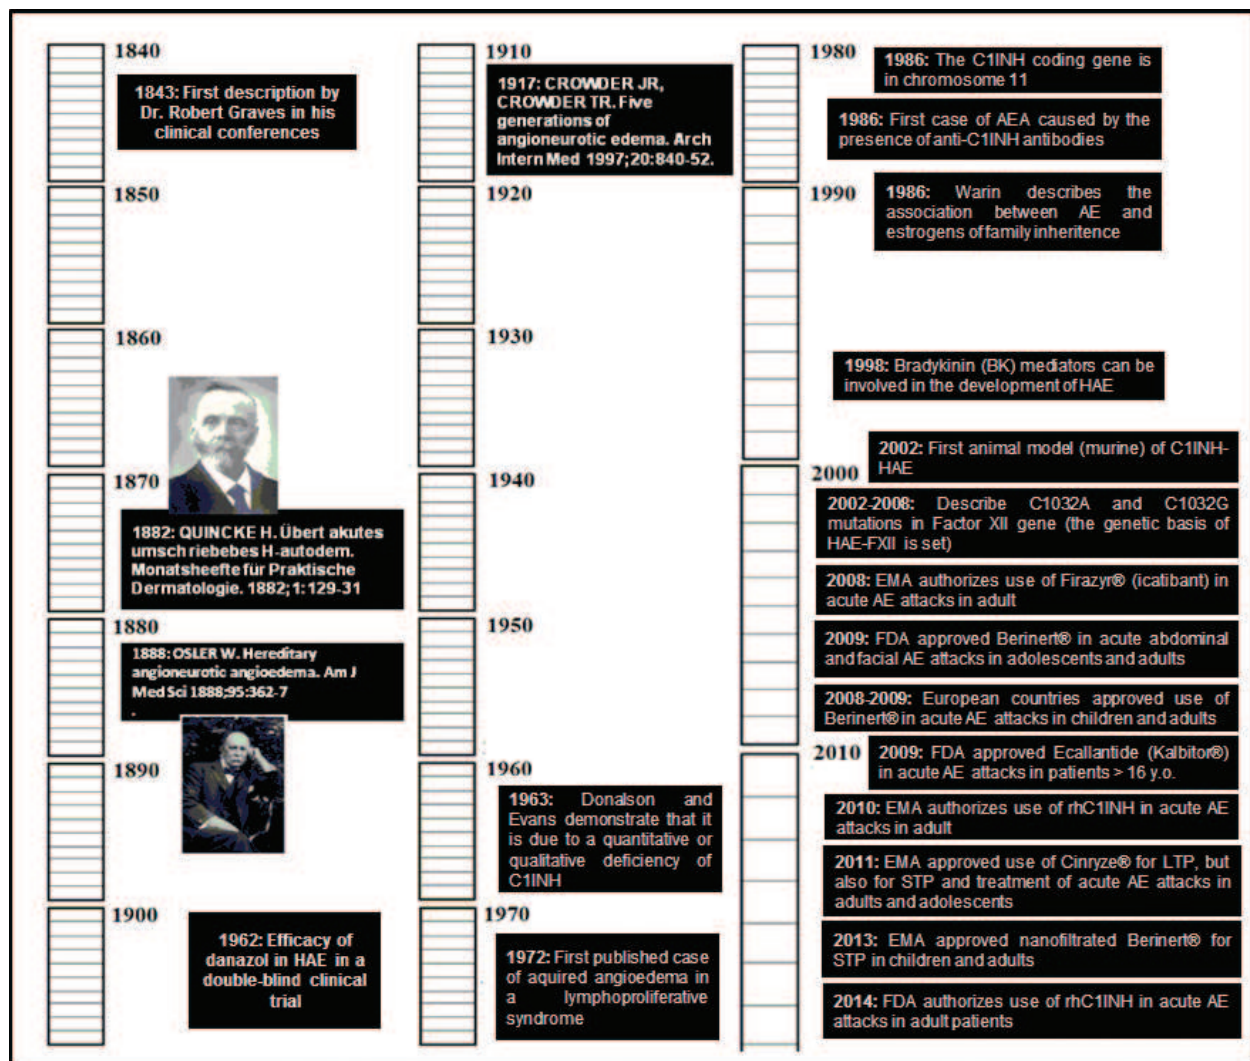 1840
1843: First description by
Dr. Robert Graves in his
clinical conferences
1850
1860
1870
1882: QUINCKE H. Übert akutes
umsch riebebes H-autodem.
Monatsheefte für Praktische
Dermatologie. 1882; 1: 129-31
1880
1888: OSLER W. Hereditary
angioneurotic angioedema. Am J
Med Sci 1888;95:362-7
.
1890
1900
1962: Efficacy of
danazol in HAE in a
double-blind clinical
trial
1910
1917: CROWDER JR,
CROWDER TR. Five
generations of
angioneurotic edema. Arch
Intern Med 1997;20:840-52.
1920
1930
1940
1950
1960
1963: Donalson and
Evans demonstrate that it
is due to a quantitative or
qualitative deficiency of
C1INH
1970
1972: First published case
of aquired angioedema in
a lymphoproliferative
syndrome
1980
1986: The C1INH coding gene is
in chromosome 11
1986: First case of AEA caused by the
presence of anti-C1INH antibodies
1990
1986: Warin describes the
association between AE and
estrogens of family inheritence
1998: Bradykinin (BK) mediators can be
involved in the development of HAE
2002: First animal model (murine) of C1INH-
HAE
2000
2002-2008: Describe C1032A and C1032G
mutations in Factor XII gene (the genetic basis of
HAE-FXII is set)
2008: EMA authorizes use of Firazyr® (icatibant) in
acute AE attacks in adult
2009: FDA approved Berinert® in acute abdominal
and facial AE attacks in adolescents and adults
2008-2009: European countries approved use of
Berinert® in acute AE attacks in children and adults
2010
2009: FDA approved Ecallantide (Kalbitor®)
in acute AE attacks in patients > 16 y.o.
2010: EMA authorizes use of rhC1INH in acute AE
attacks in adult
2011: EMA approved use of Cinryze® for LTP, but
also for STP and treatment of acute AE attacks in
adults and adolescents
2013: EMA approved nanofiltrated Berinert® for
STP in children and adults
2014: FDA authorizes use of rhC1INH in acute AE
attacks in adult patients